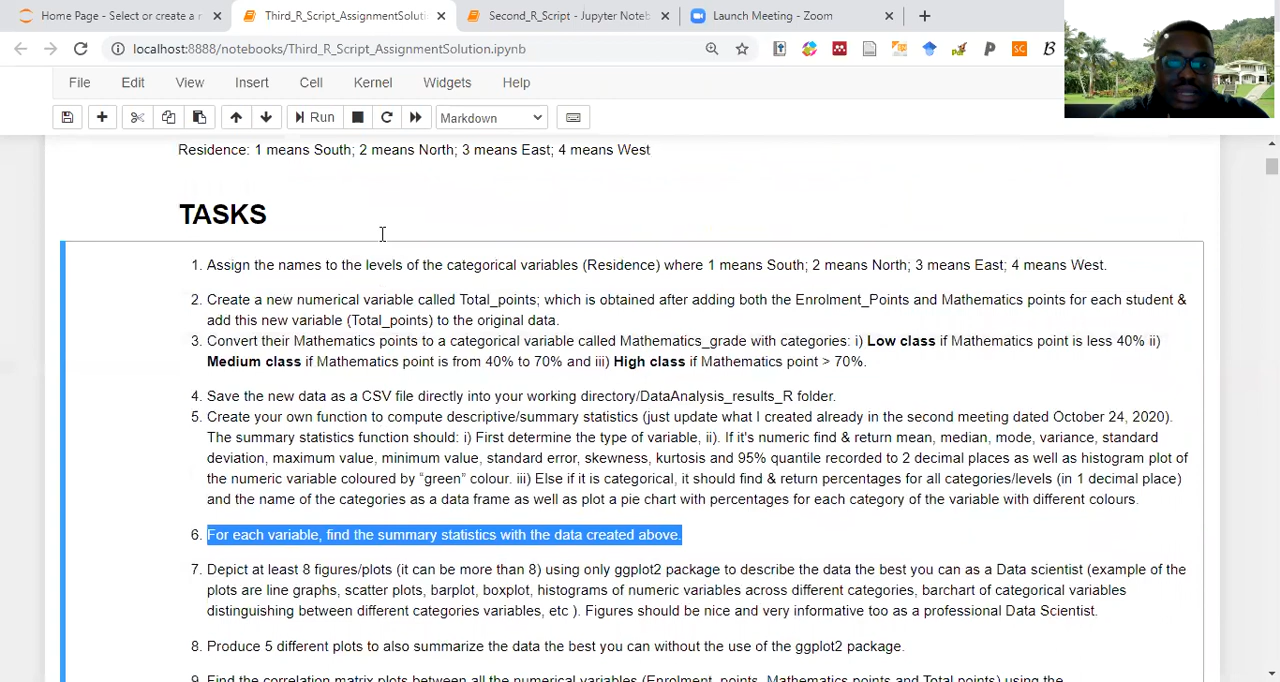 Home Page - Select or create a r
Third_R_Script_AssignmentSoluti
Second_R_Script - Jupyter Noteb
Launch Meeting - Zoom
localhost:8888/notebooks/Third_R_Script_AssignmentSolution.ipynb
File Edit View Insert Cell Kernel Widgets Help
Run Markdown
Residence: 1 means South; 2 means North; 3 means East; 4 means West
TASKS
1. Assign the names to the levels of the categorical variables (Residence) where 1 means South; 2 means North; 3 means East; 4 means West.
2. Create a new numerical variable called Total_points; which is obtained after adding both the Enrolment_Points and Mathematics points for each student &
add this new variable (Total_points) to the original data.
3. Convert their Mathematics points to a categorical variable called Mathematics_grade with categories: i) Low class if Mathematics point is less 40% ii)
Medium class if Mathematics point is from 40% to 70% and iii) High class if Mathematics point > 70%.
4. Save the new data as a CSV file directly into your working directory/DataAnalysis_results_R folder.
5. Create your own function to compute descriptive/summary statistics (just update what I created already in the second meeting dated October 24, 2020).
The summary statistics function should: i) First determine the type of variable, ii). If it's numeric find & return mean, median, mode, variance, standard
deviation, maximum value, minimum value, standard error, skewness, kurtosis and 95% quantile recorded to 2 decimal places as well as histogram plot of
the numeric variable coloured by “green” colour. iii) Else if it is categorical, it should find & return percentages for all categories/levels (in 1 decimal place)
and the name of the categories as a data frame as well as plot a pie chart with percentages for each category of the variable with different colours.
6. For each variable, find the summary statistics with the data created above.
7. Depict at least 8 figures/plots (it can be more than 8) using only ggplot2 package to describe the data the best you can as a Data scientist (example of the
plots are line graphs, scatter plots, barplot, boxplot, histograms of numeric variables across different categories, barchart of categorical variables
distinguishing between different categories variables, etc ). Figures should be nice and very informative too as a professional Data Scientist.
8. Produce 5 different plots to also summarize the data the best you can without the use of the ggplot2 package.
9. Find the correlation matrix plots between all the numerical variables (Enrolment_points, Mathematics points and Total points) using the